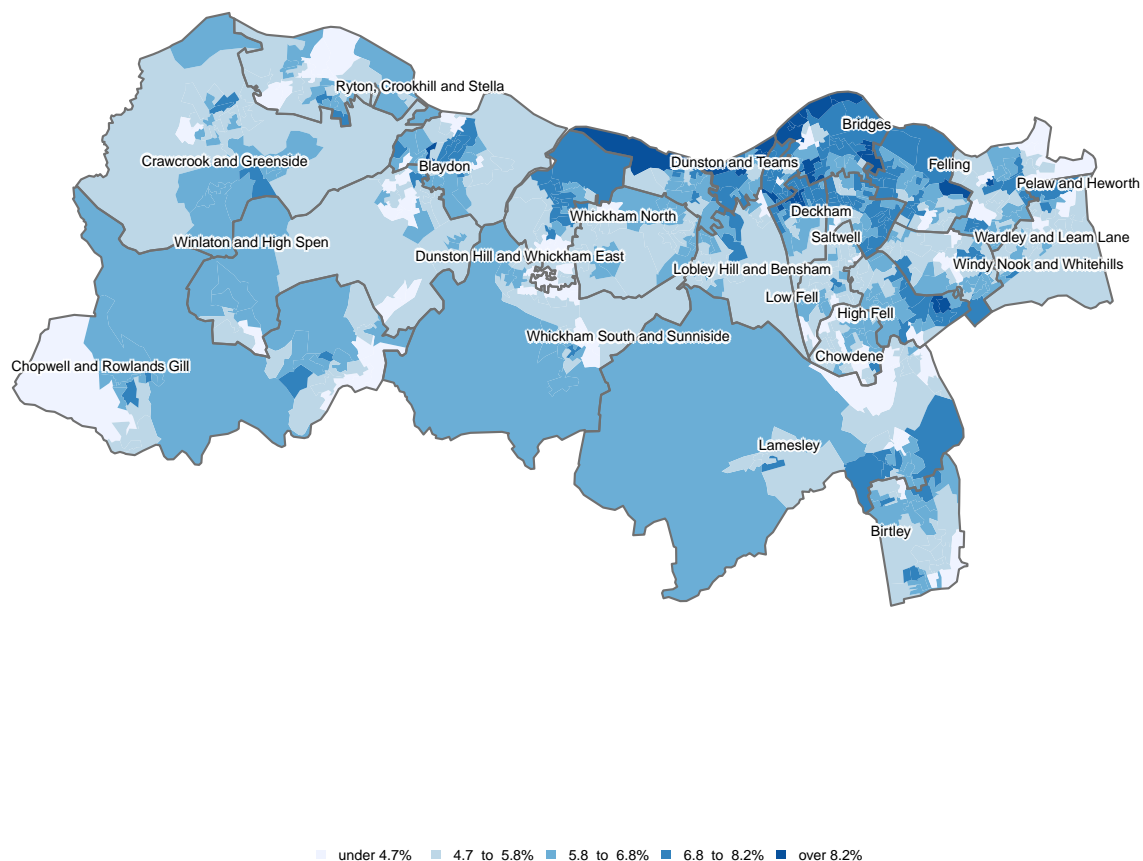 Ryton, Crookhill and Stella
Bridges
Crawcrook and Greenside
Blaydon
Dunston and Teams
Felling
Pelaw and Heworth
Whickham North
Deckham
Winlaton and High Spen
Saltwell
Wardley and Leam Lane
Dunston Hill and Whickham East
Lobley Hill and Bensham
Windy Nook and Whitehills
Low Fell
High Fell
Whickham South and Sunniside
Chowdene
Chopwell and Rowlands Gill
Lamesley
Birtley
under 4.7% 4.7 to 5.8% 5.8 to 6.8% 6.8 to 8.2% over 8.2%